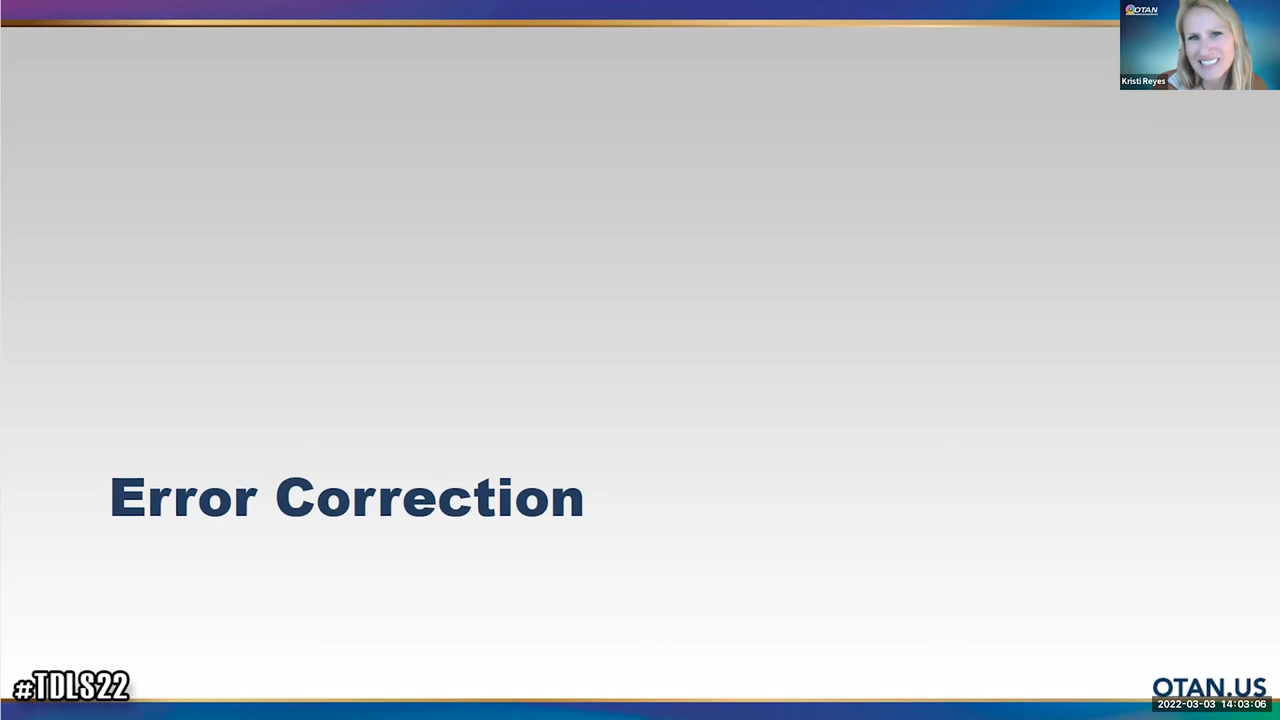 OTAN
Kristi Reyes
Error Correction
#TDLS22
OTAN.US
2022-03-03 14:03:06